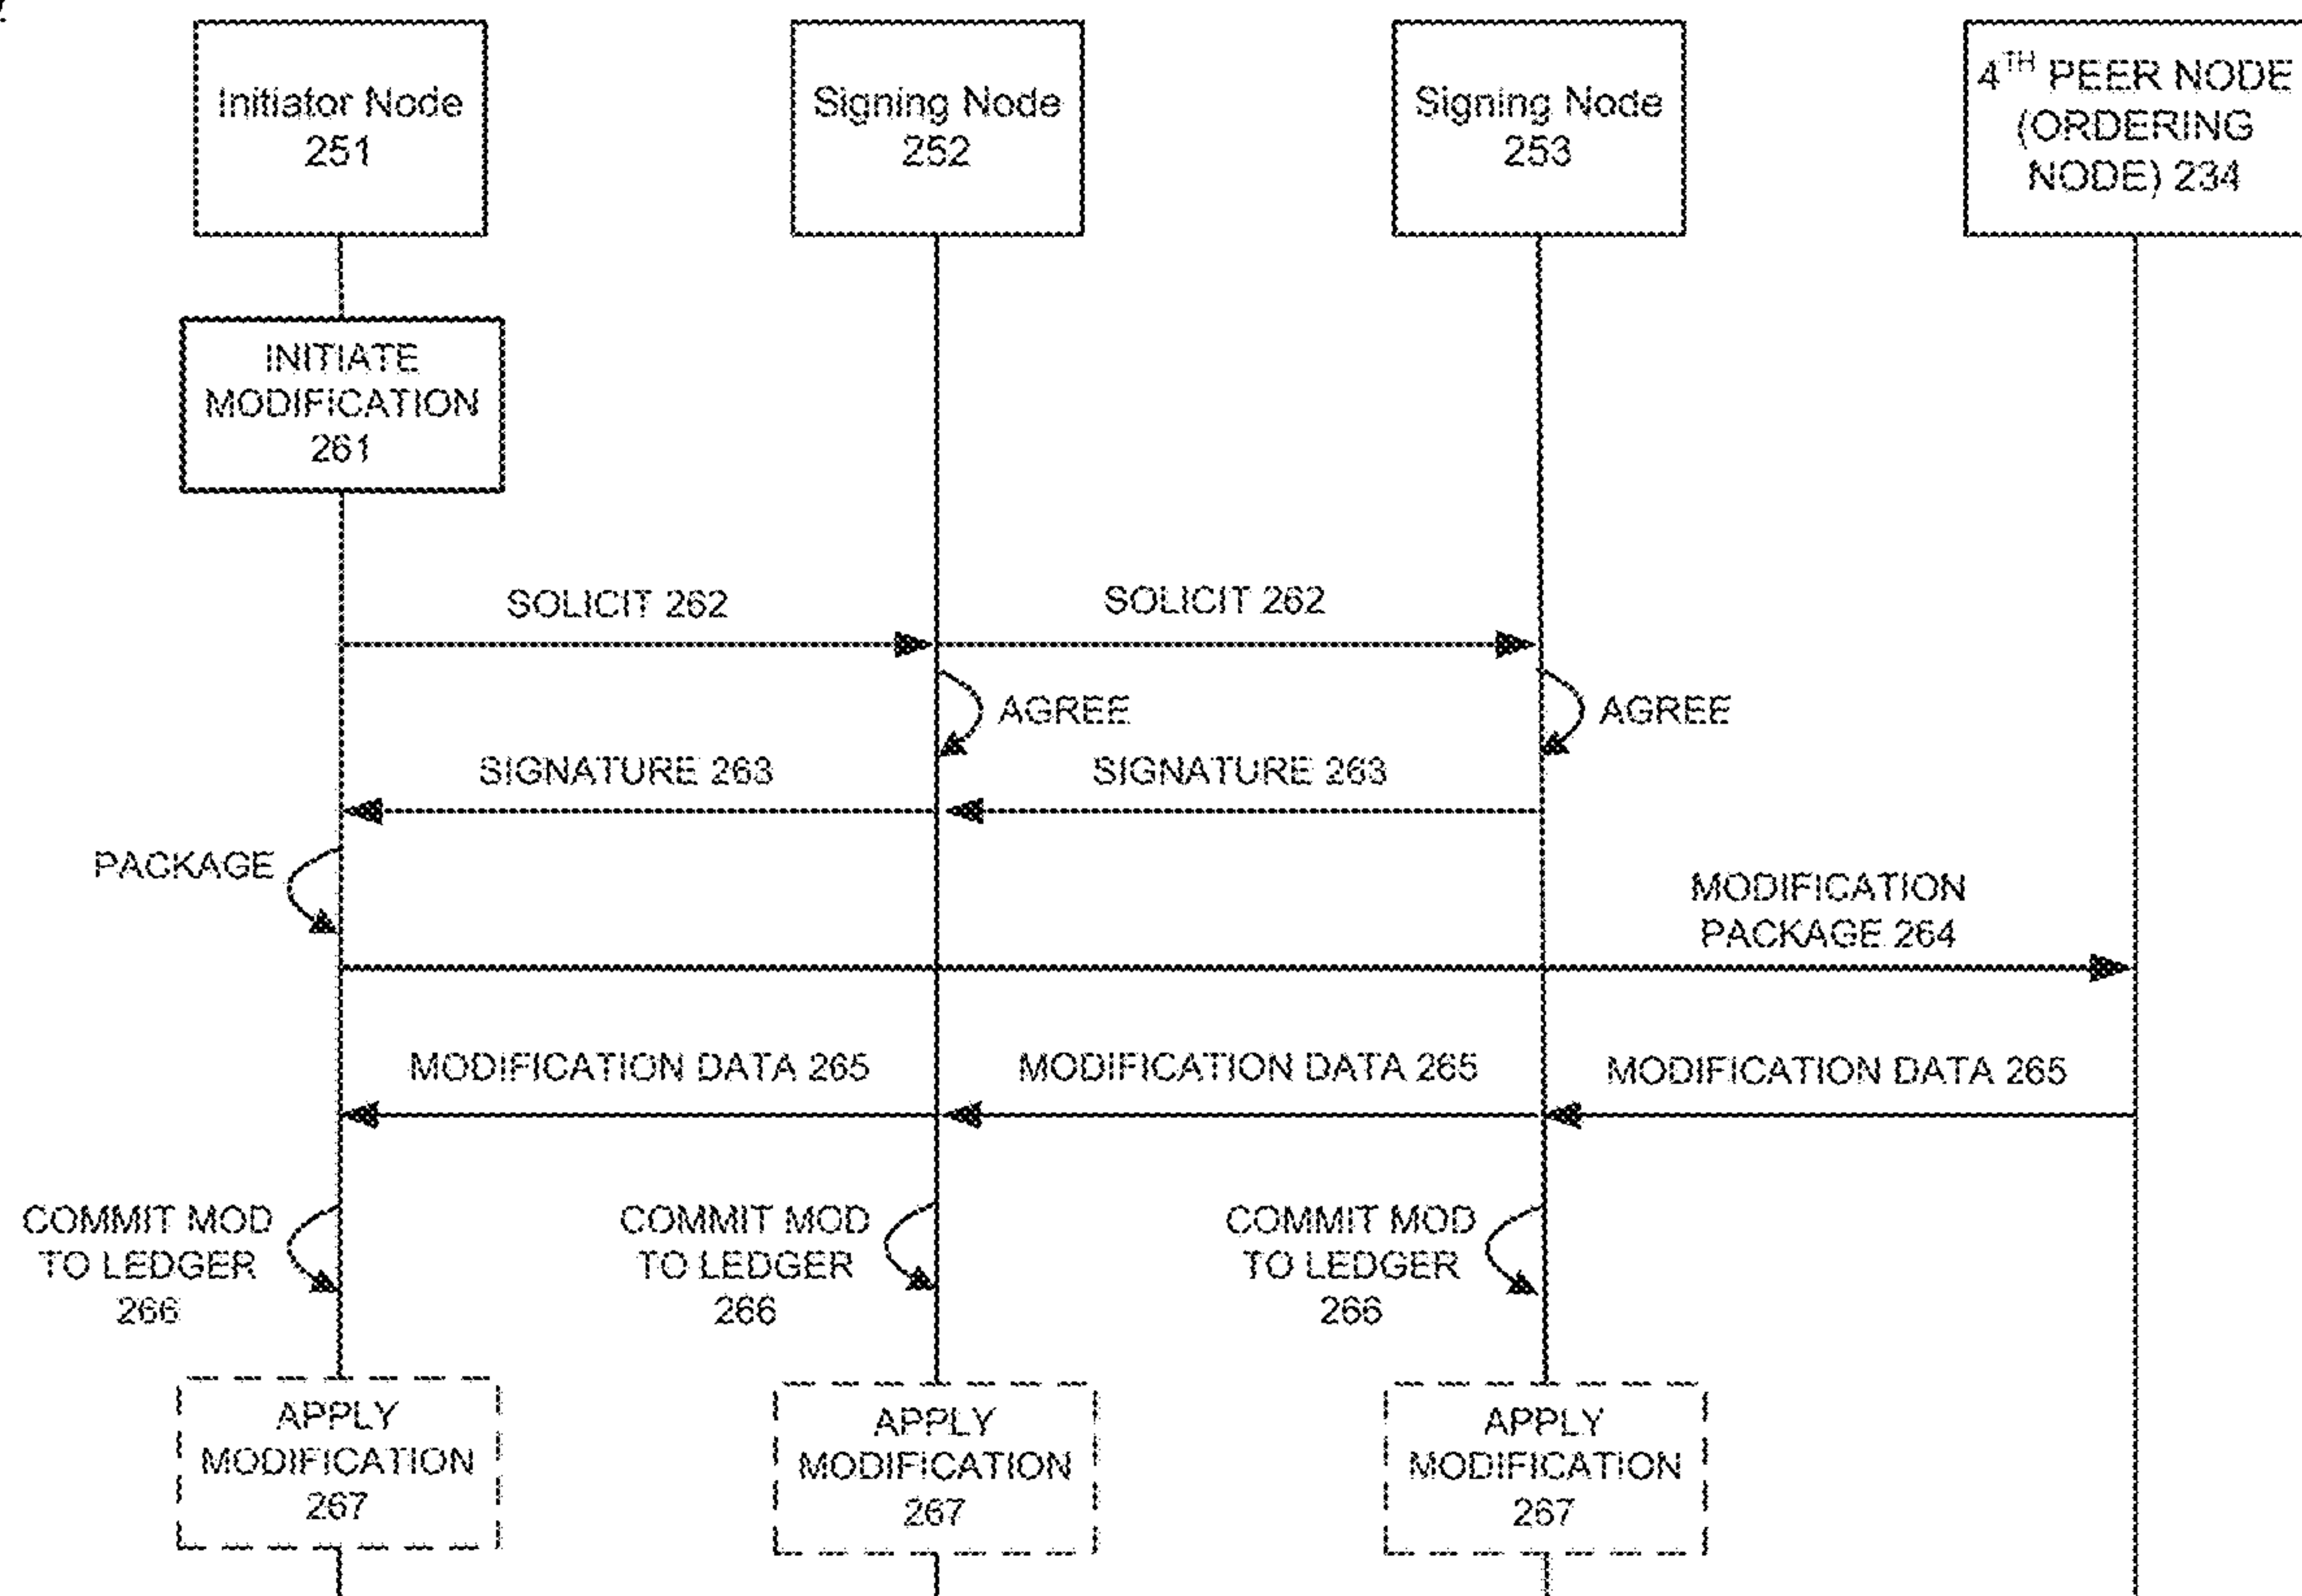 Initiator Node
251
Signing Node
252
Signing Node
253
4TH PEER NODE
(ORDERING
NODE) 234
INITIATE
MODIFICATION
261
SOLICIT 262
SOLICIT 262
AGREE
AGREE
SIGNATURE 263
SIGNATURE 263
PACKAGE
MODIFICATION
PACKAGE 264
MODIFICATION DATA 265
MODIFICATION DATA 265
MODIFICATION DATA 265
COMMIT MOD
TO LEDGER
266
COMMIT MOD
TO LEDGER
266
COMMIT MOD
TO LEDGER
266
APPLY
MODIFICATION
267
APPLY
MODIFICATION
267
APPLY
MODIFICATION
267